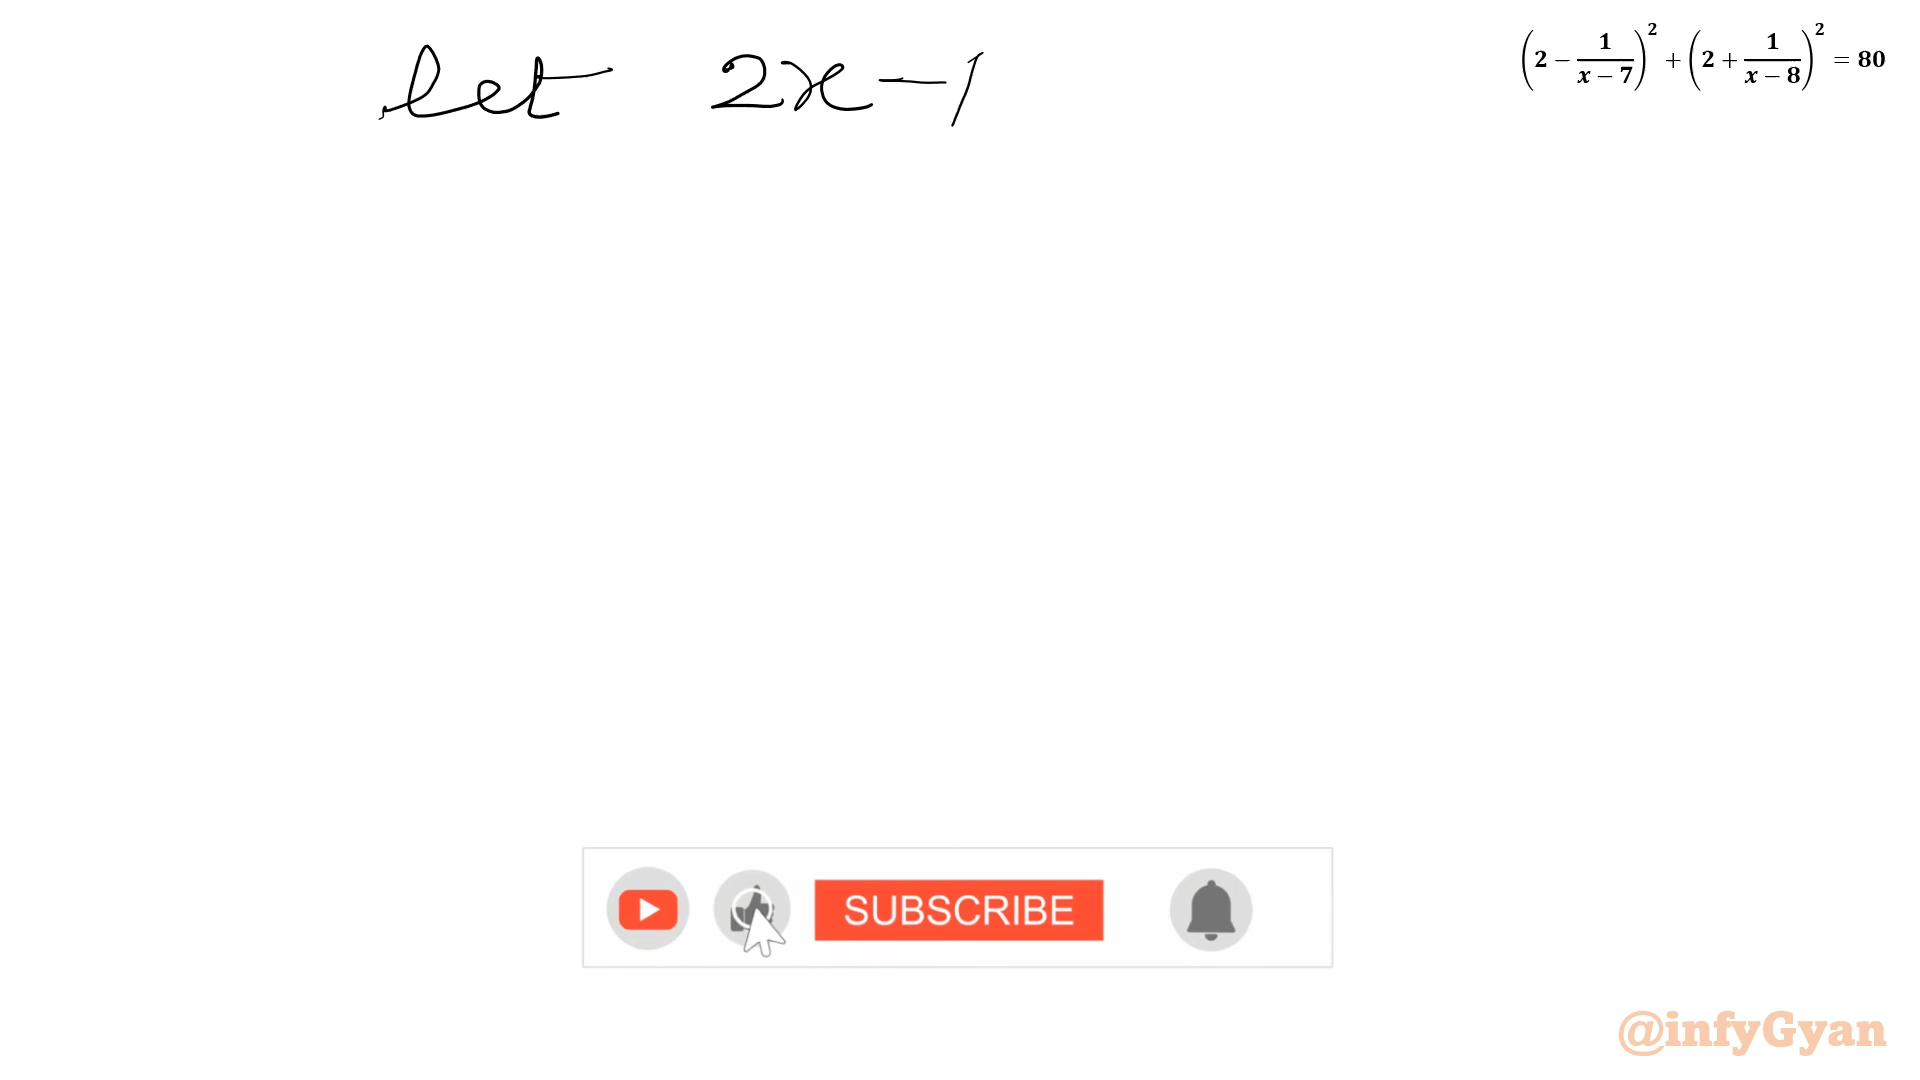 let 2x-1
(2 - 1/(x - 7))² + (2 + 1/(x - 8))² = 80
SUBSCRIBE
@infyGyan